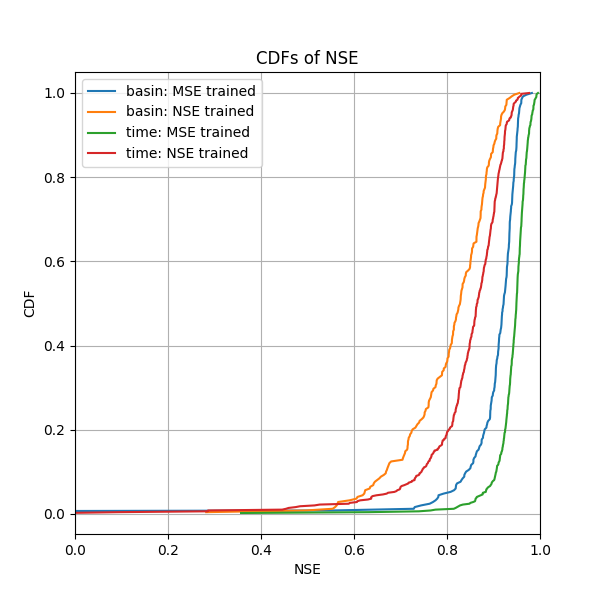 CDFs of NSE
basin: MSE trained
basin: NSE trained
time: MSE trained
time: NSE trained
1.0
0.8
0.6
0.4
0.2
0.0
CDF
0.0 0.2 0.4 0.6 0.8 1.0
NSE